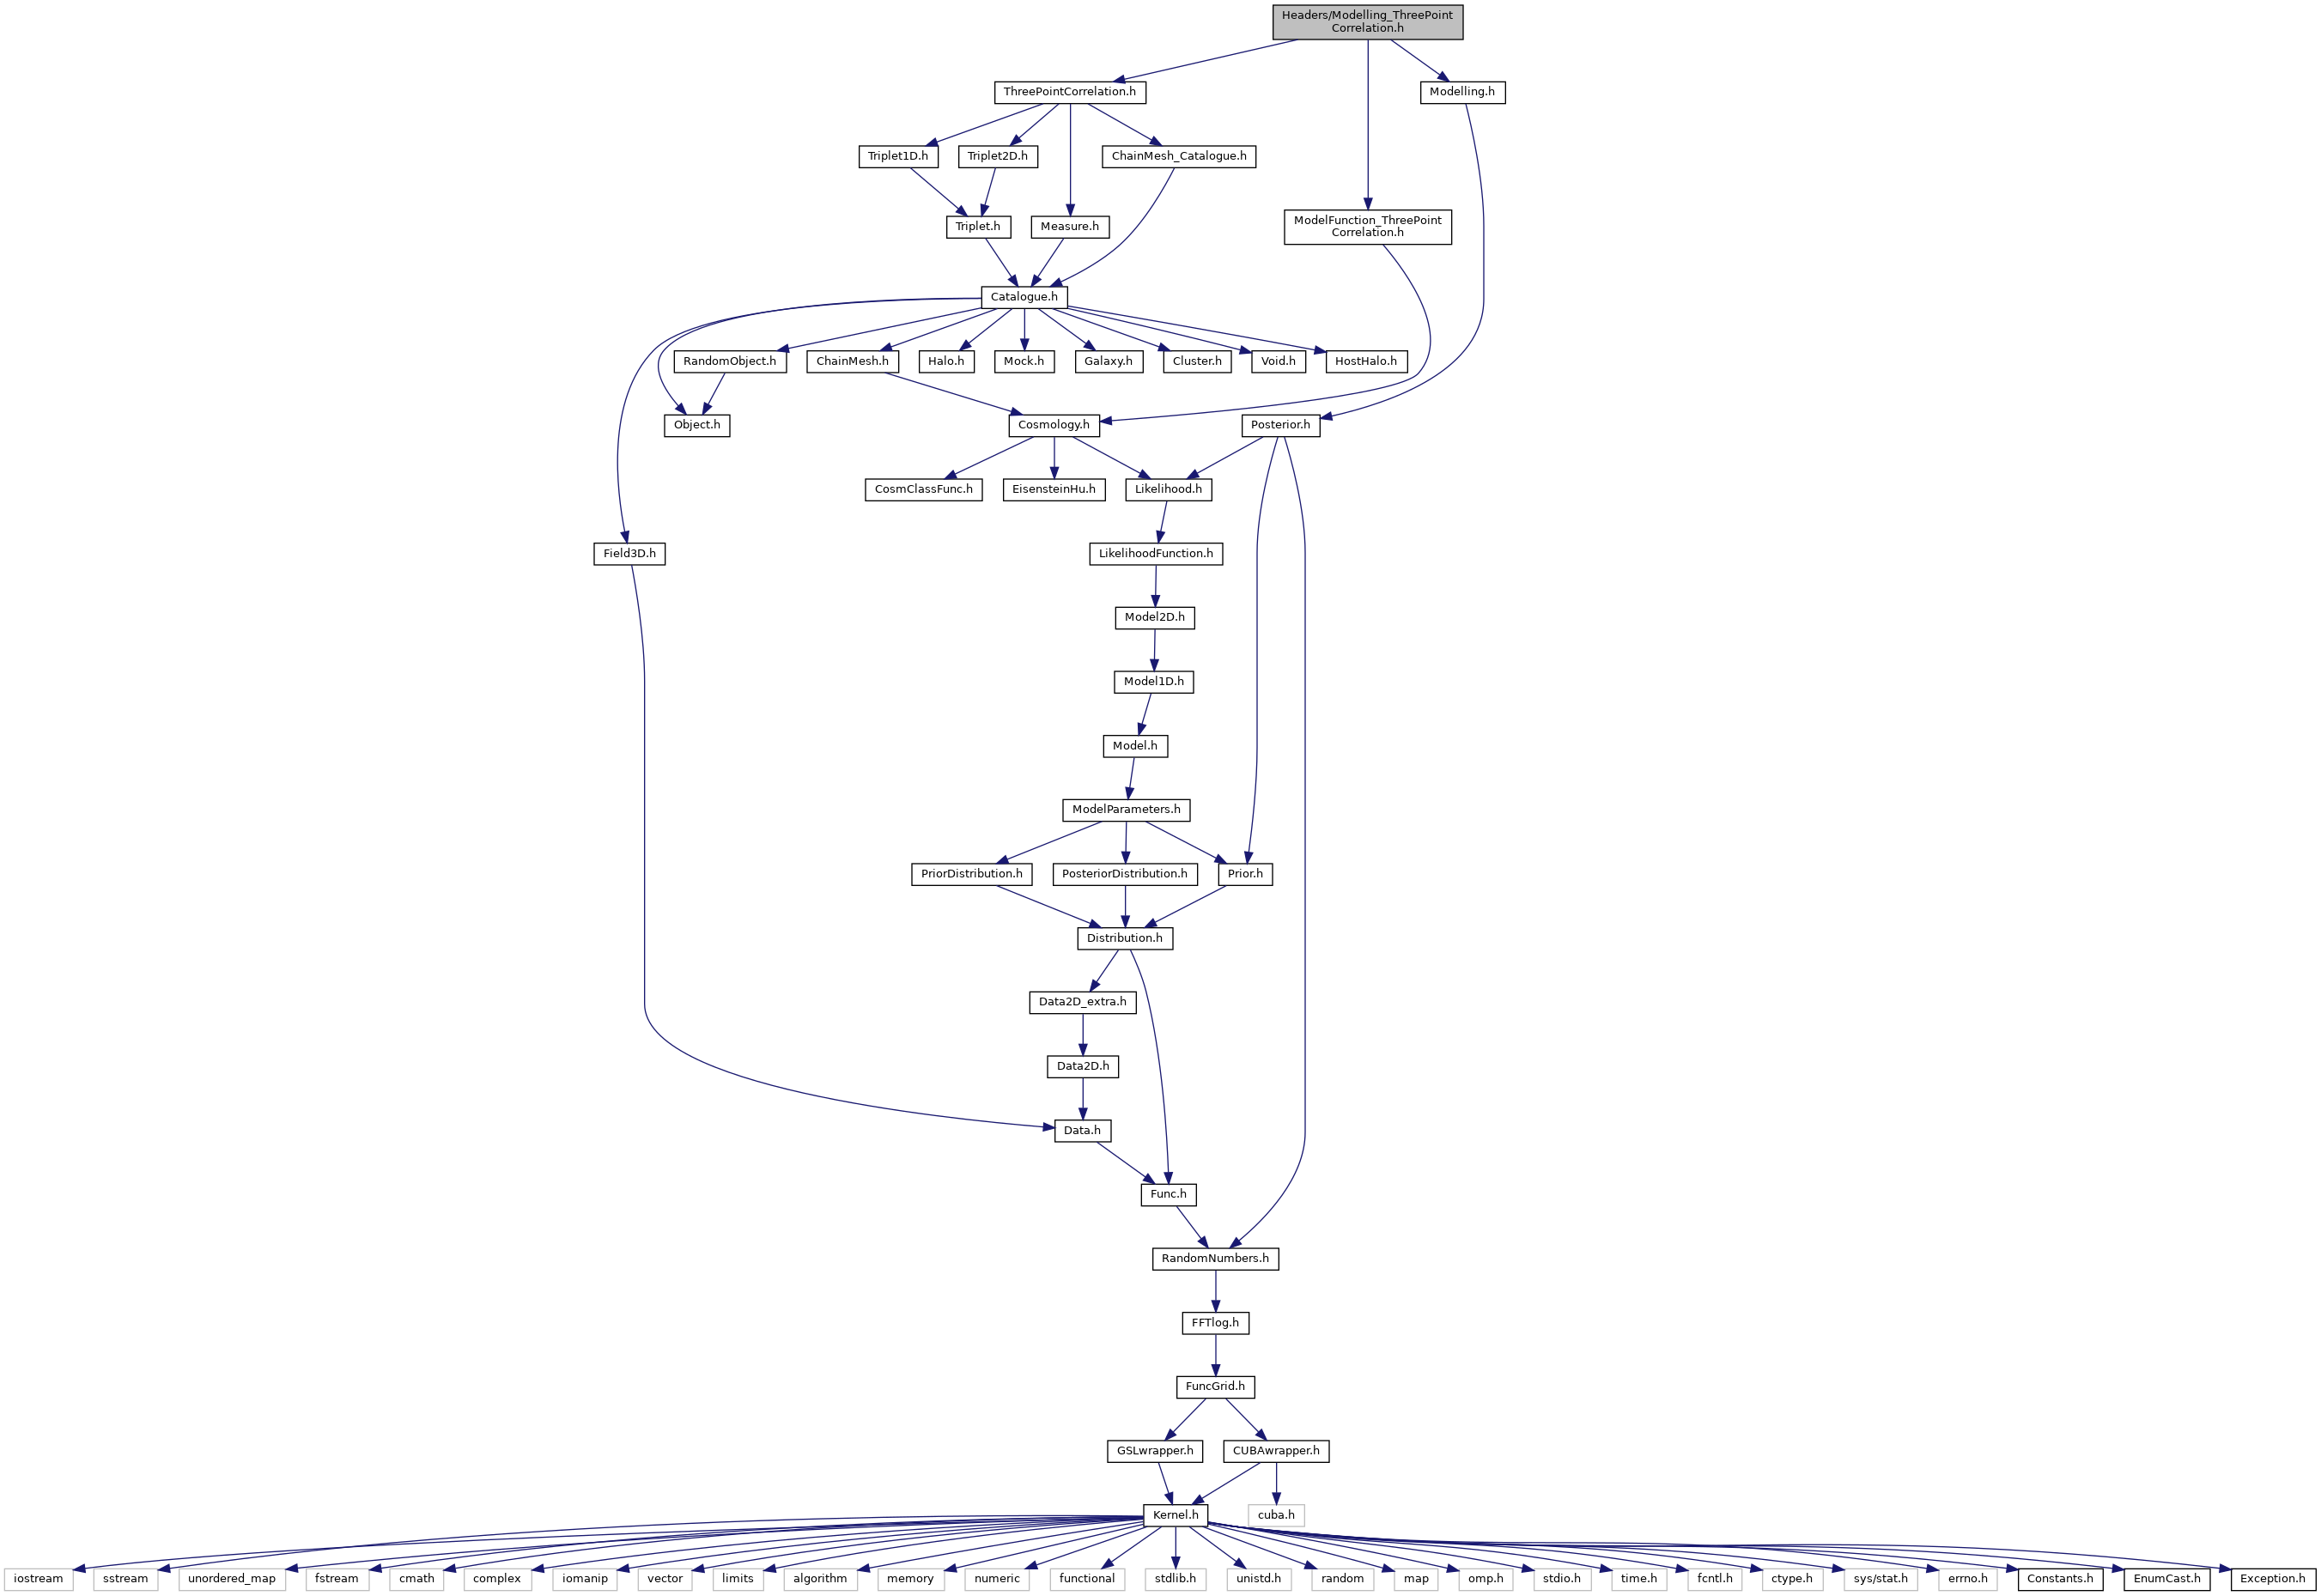 Headers/Modelling_ThreePoint
Correlation.h
ThreePointCorrelation.h
Modelling.h
Triplet1D.h
Triplet2D.h
ChainMesh_Catalogue.h
Triplet.h
Measure.h
ModelFunction_ThreePoint
Correlation.h
Catalogue.h
RandomObject.h
ChainMesh.h
Halo.h
Mock.h
Galaxy.h
Cluster.h
Void.h
HostHalo.h
Object.h
Cosmology.h
Posterior.h
CosmClassFunc.h
EisensteinHu.h
Likelihood.h
Field3D.h
LikelihoodFunction.h
Model2D.h
Model1D.h
Model.h
ModelParameters.h
PriorDistribution.h
PosteriorDistribution.h
Prior.h
Distribution.h
Data2D_extra.h
Data2D.h
Data.h
Func.h
RandomNumbers.h
FFTlog.h
FuncGrid.h
GSLwrapper.h
CUBAwrapper.h
Kernel.h
cuba.h
iostream
sstream
unordered_map
fstream
cmath
complex
iomanip
vector
limits
algorithm
memory
numeric
functional
stdlib.h
unistd.h
random
map
omp.h
stdio.h
time.h
fcntl.h
ctype.h
sys/stat.h
errno.h
Constants.h
EnumCast.h
Exception.h